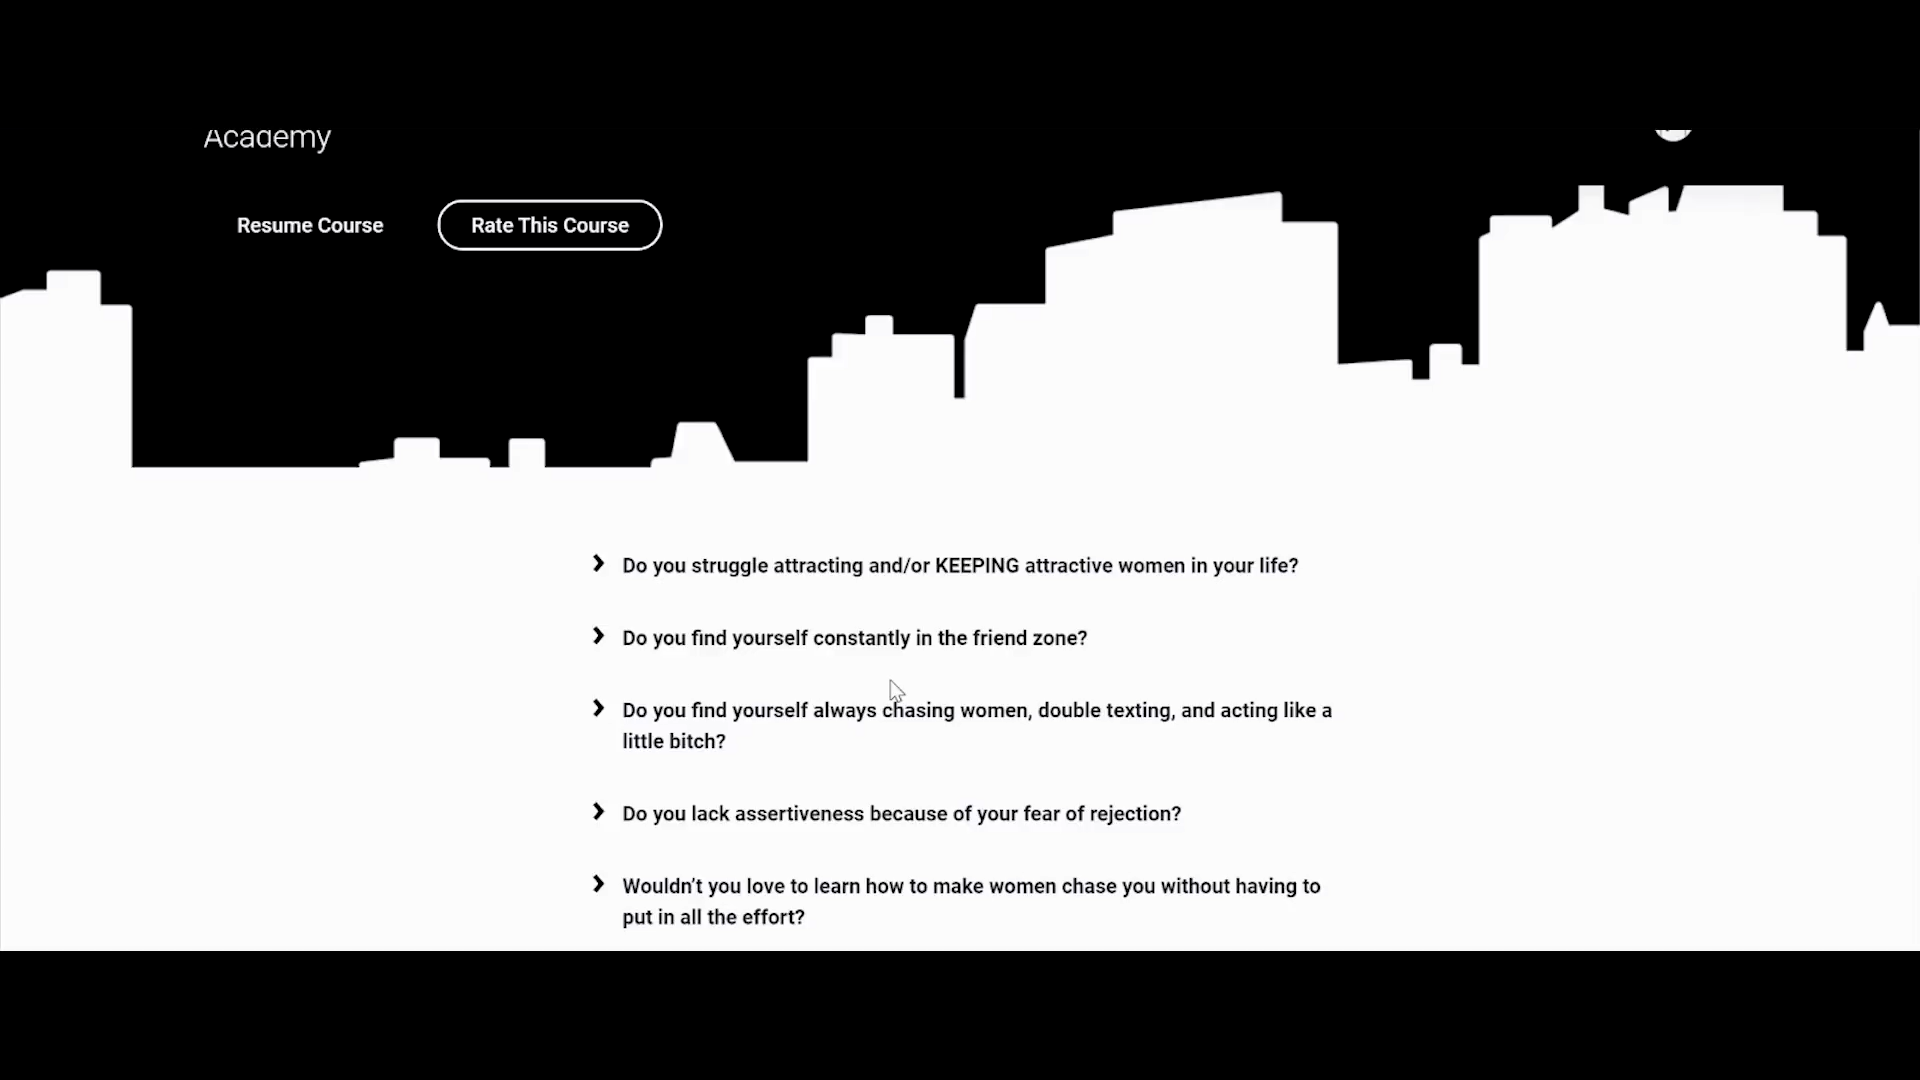 Academy
Resume Course
Rate This Course
Do you struggle attracting and/or KEEPING attractive women in your life?
Do you find yourself constantly in the friend zone?
Do you find yourself always chasing women, double texting, and acting like a
little bitch?
Do you lack assertiveness because of your fear of rejection?
Wouldn’t you love to learn how to make women chase you without having to
put in all the effort?